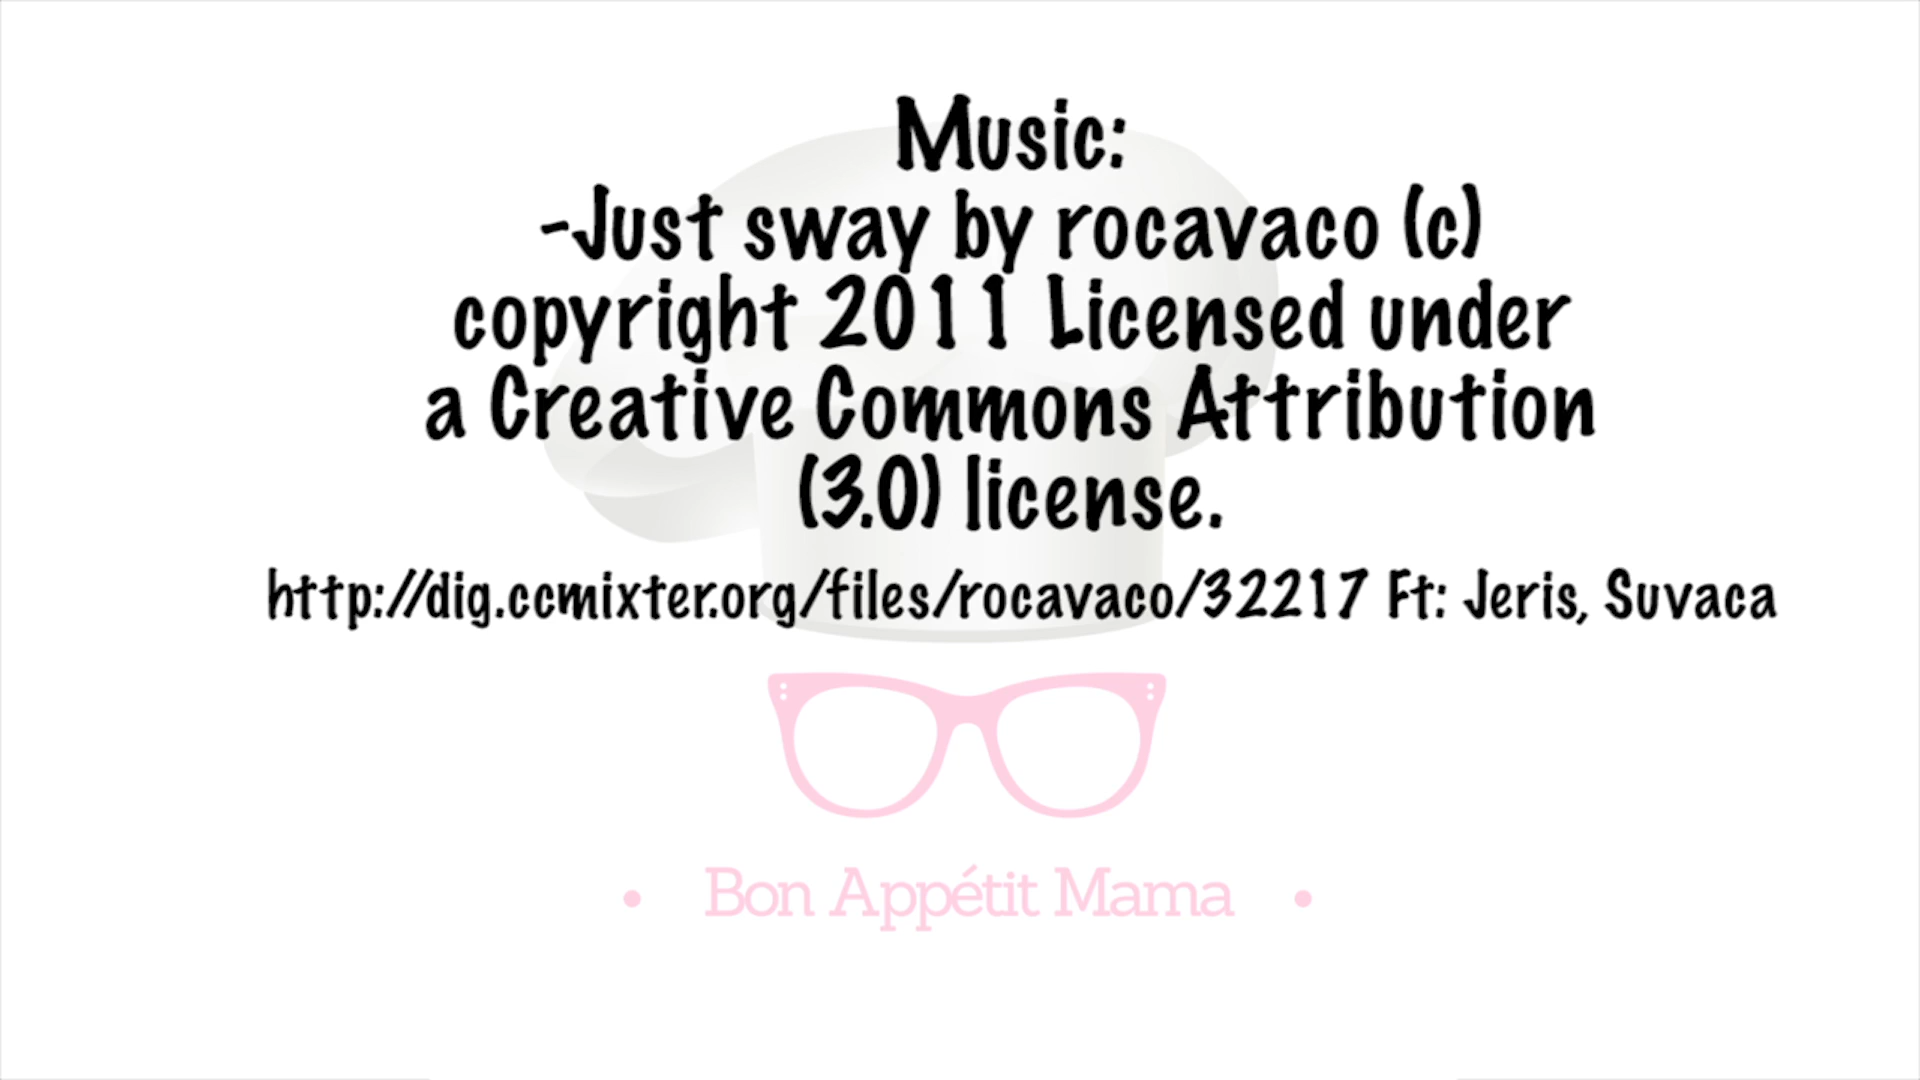 Music:
-Just sway by rocavaco (c)
copyright 2011 Licensed under
a Creative Commons Attribution
(3.0) license.
http://dig.ccmixter.org/files/rocavaco/32217 Ft: Jeris, Suvaca
• Bon Appétit Mama •